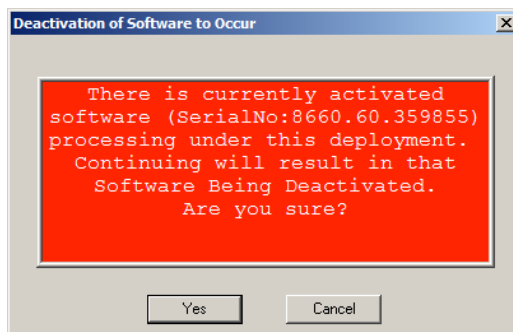 Deactivation of Software to Occur
There is currently activated
software (SerialNo:8660.60.359855)
processing under this deployment.
Continuing will result in that
Software Being Deactivated.
Are you sure?
Yes
Cancel